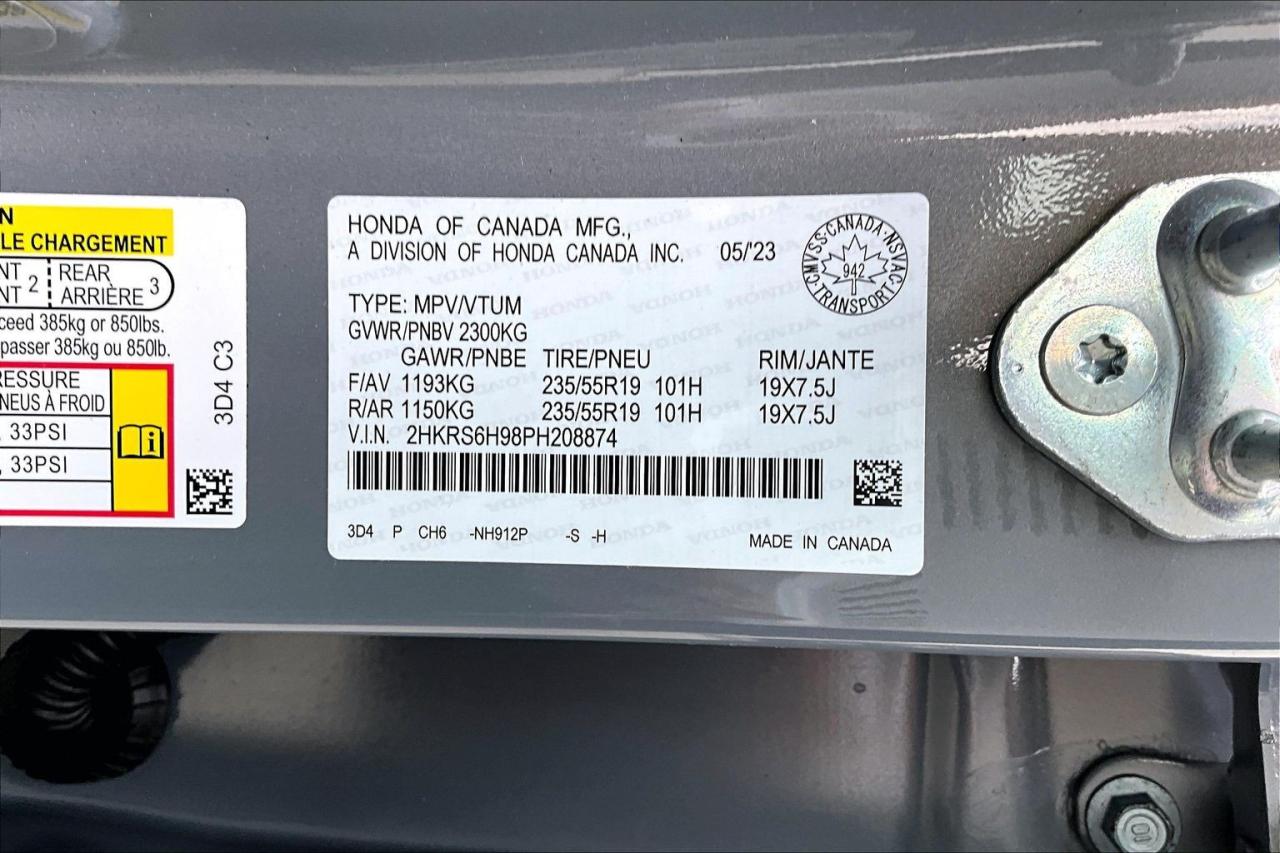 N
LE CHARGEMENT
NT 2 REAR 3
NT ARRIÈRE
ceed 385kg or 850lbs.
passer 385kg ou 850lb.
RESSURE
NEUS À FROID
, 33PSI
, 33PSI
3D4 C3
HONDA OF CANADA MFG.,
A DIVISION OF HONDA CANADA INC. 05/'23
CMVSS·CANADA·NSVAC·TRANSPORT·
942
TYPE: MPV/VTUM
GVWR/PNBV 2300KG
GAWR/PNBE TIRE/PNEU RIM/JANTE
F/AV 1193KG 235/55R19 101H 19X7.5J
R/AR 1150KG 235/55R19 101H 19X7.5J
V.I.N. 2HKRS6H98PH208874
3D4 P CH6 -NH912P -S -H
MADE IN CANADA